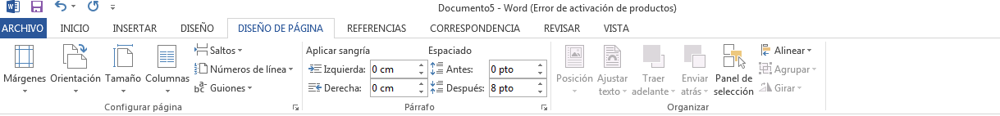 Documento5 - Word (Error de activación de productos)
ARCHIVO INICIO INSERTAR DISEÑO DISEÑO DE PÁGINA REFERENCIAS CORRESPONDENCIA REVISAR VISTA
Márgenes Orientación Tamaño Columnas
Saltos
Números de línea
bc Guiones
Configurar página
Aplicar sangría Espaciado
Izquierda: 0 cm Antes: 0 pto
Derecha: 0 cm Después: 8 pto
Párrafo
Posición Ajustar texto Traer adelante Enviar atrás Panel de selección
Alinear
Agrupar
Girar
Organizar